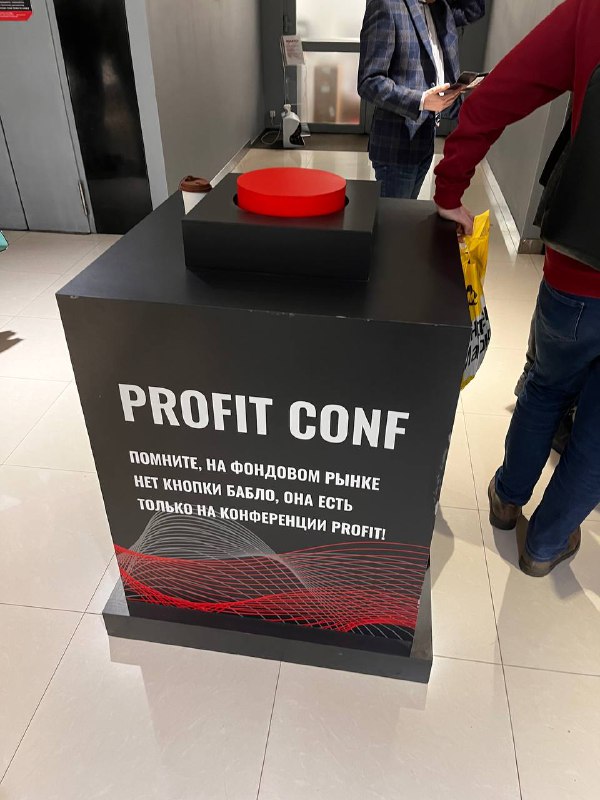 PROFIT CONF
ПОМНИТЕ, НА ФОНДОВОМ РЫНКЕ
НЕТ КНОПКИ БАБЛО, ОНА ЕСТЬ
ТОЛЬКО НА КОНФЕРЕНЦИИ PROFIT!